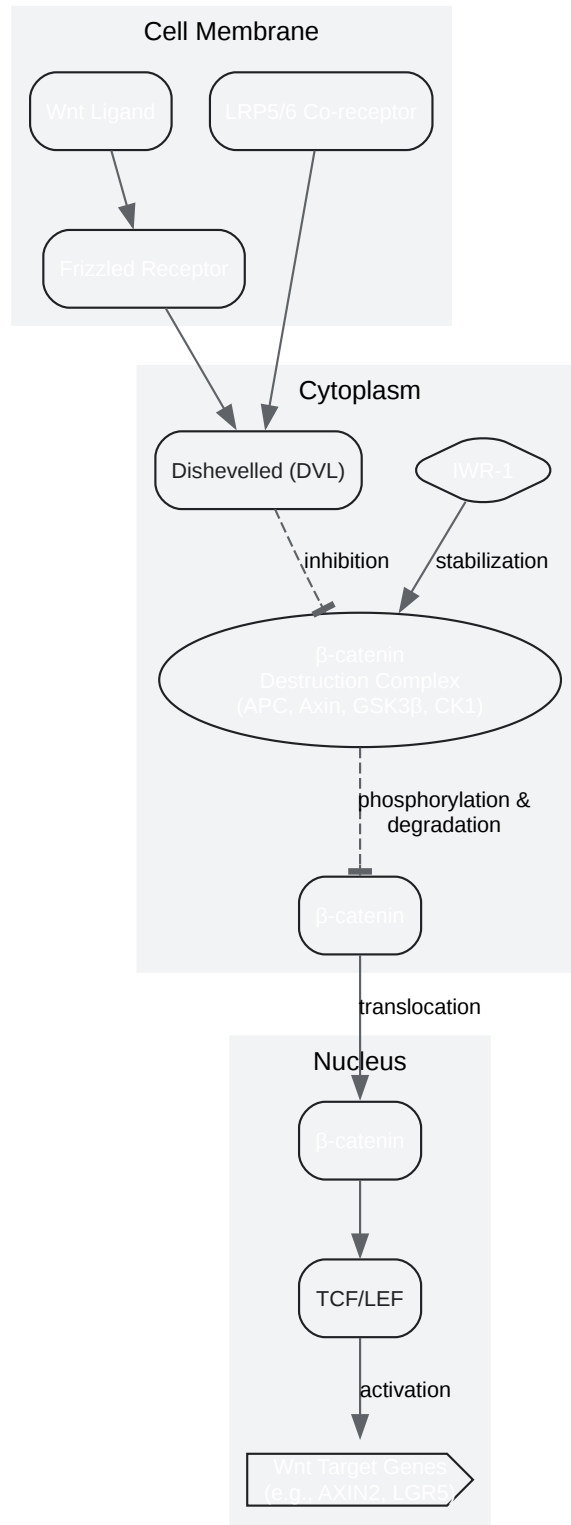 Cell Membrane
Wnt Ligand
LRP5/6 Co-receptor
Frizzled Receptor
Cytoplasm
Dishevelled (DVL)
IWR-1
inhibition
stabilization
β-catenin
Destruction Complex
(APC, Axin, GSK3β, CK1)
phosphorylation &
degradation
β-catenin
translocation
Nucleus
β-catenin
TCF/LEF
activation
Wnt Target Genes
(e.g., AXIN2, LGR5)